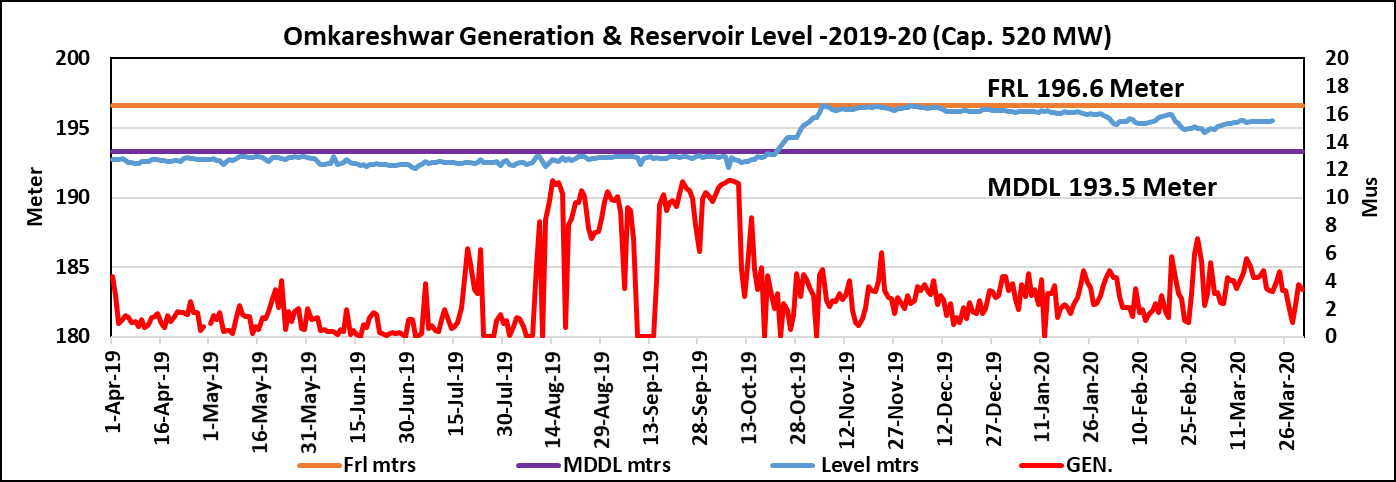 Omkareshwar Generation & Reservoir Level -2019-20 (Cap. 520 MW)
200
195
190
185
180
Meter
20
18
16
14
12
10
8
6
4
2
0
Mus
FRL 196.6 Meter
MDDL 193.5 Meter
1-Apr-19
16-Apr-19
1-May-19
16-May-19
31-May-19
15-Jun-19
30-Jun-19
15-Jul-19
30-Jul-19
14-Aug-19
29-Aug-19
13-Sep-19
28-Sep-19
13-Oct-19
28-Oct-19
12-Nov-19
27-Nov-19
12-Dec-19
27-Dec-19
11-Jan-20
26-Jan-20
10-Feb-20
25-Feb-20
11-Mar-20
26-Mar-20
Frl mtrs
MDDL mtrs
Level mtrs
GEN.